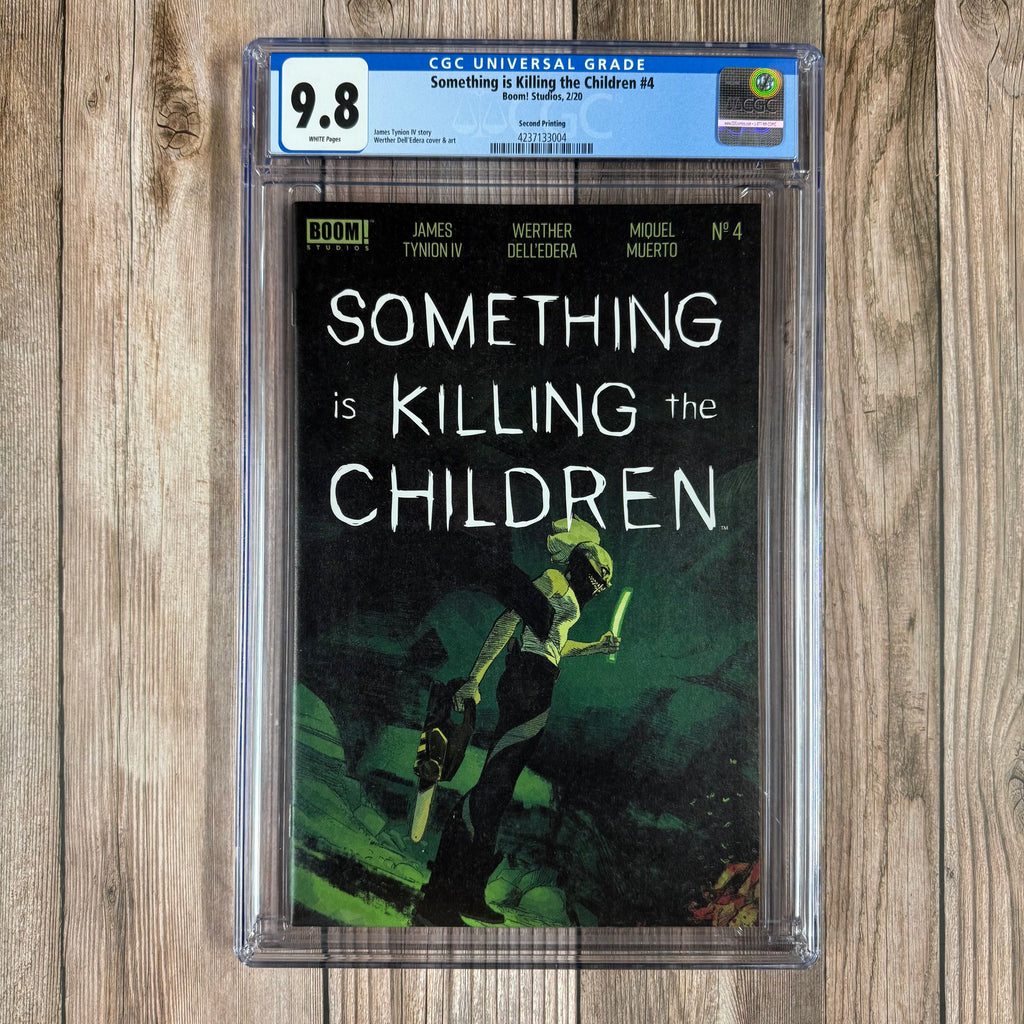 CGC UNIVERSAL GRADE
9.8
WHITE Pages
Something is Killing the Children #4
Boom! Studios, 2/20
Second Printing
4237133004
James Tynion IV story
Werther Dell'Edera cover & art
CGC
BOOM!
STUDIOS
JAMES
TYNION IV
WERTHER
DELL'EDERA
MIQUEL
MUERTO
Nº 4
SOMETHING
is KILLING the
CHILDREN
TM